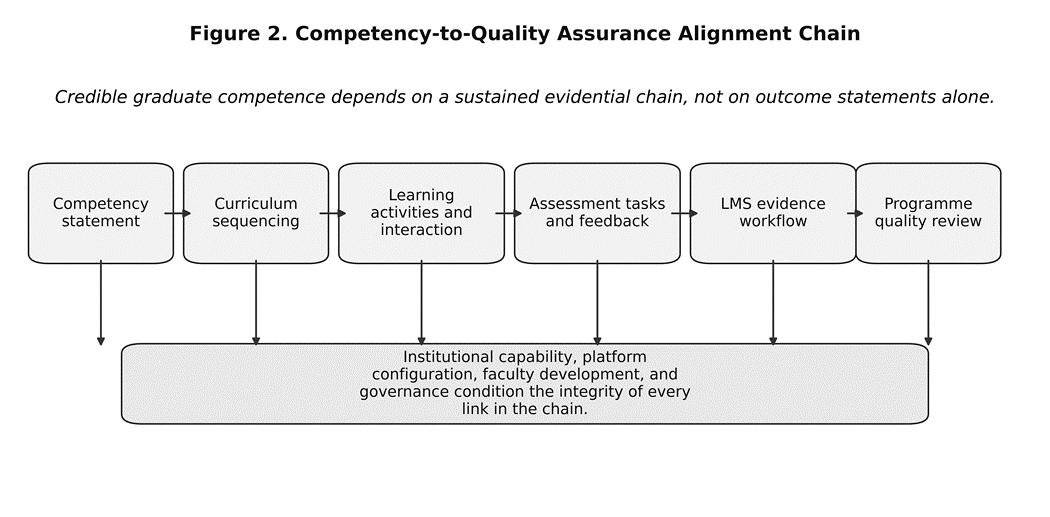 Figure 2. Competency-to-Quality Assurance Alignment Chain
Credible graduate competence depends on a sustained evidential chain, not on outcome statements alone.
Competency
statement
Curriculum
sequencing
Learning
activities and
interaction
Assessment tasks
and feedback
LMS evidence
workflow
Programme
quality review
Institutional capability, platform
configuration, faculty development, and
governance condition the integrity of every
link in the chain.